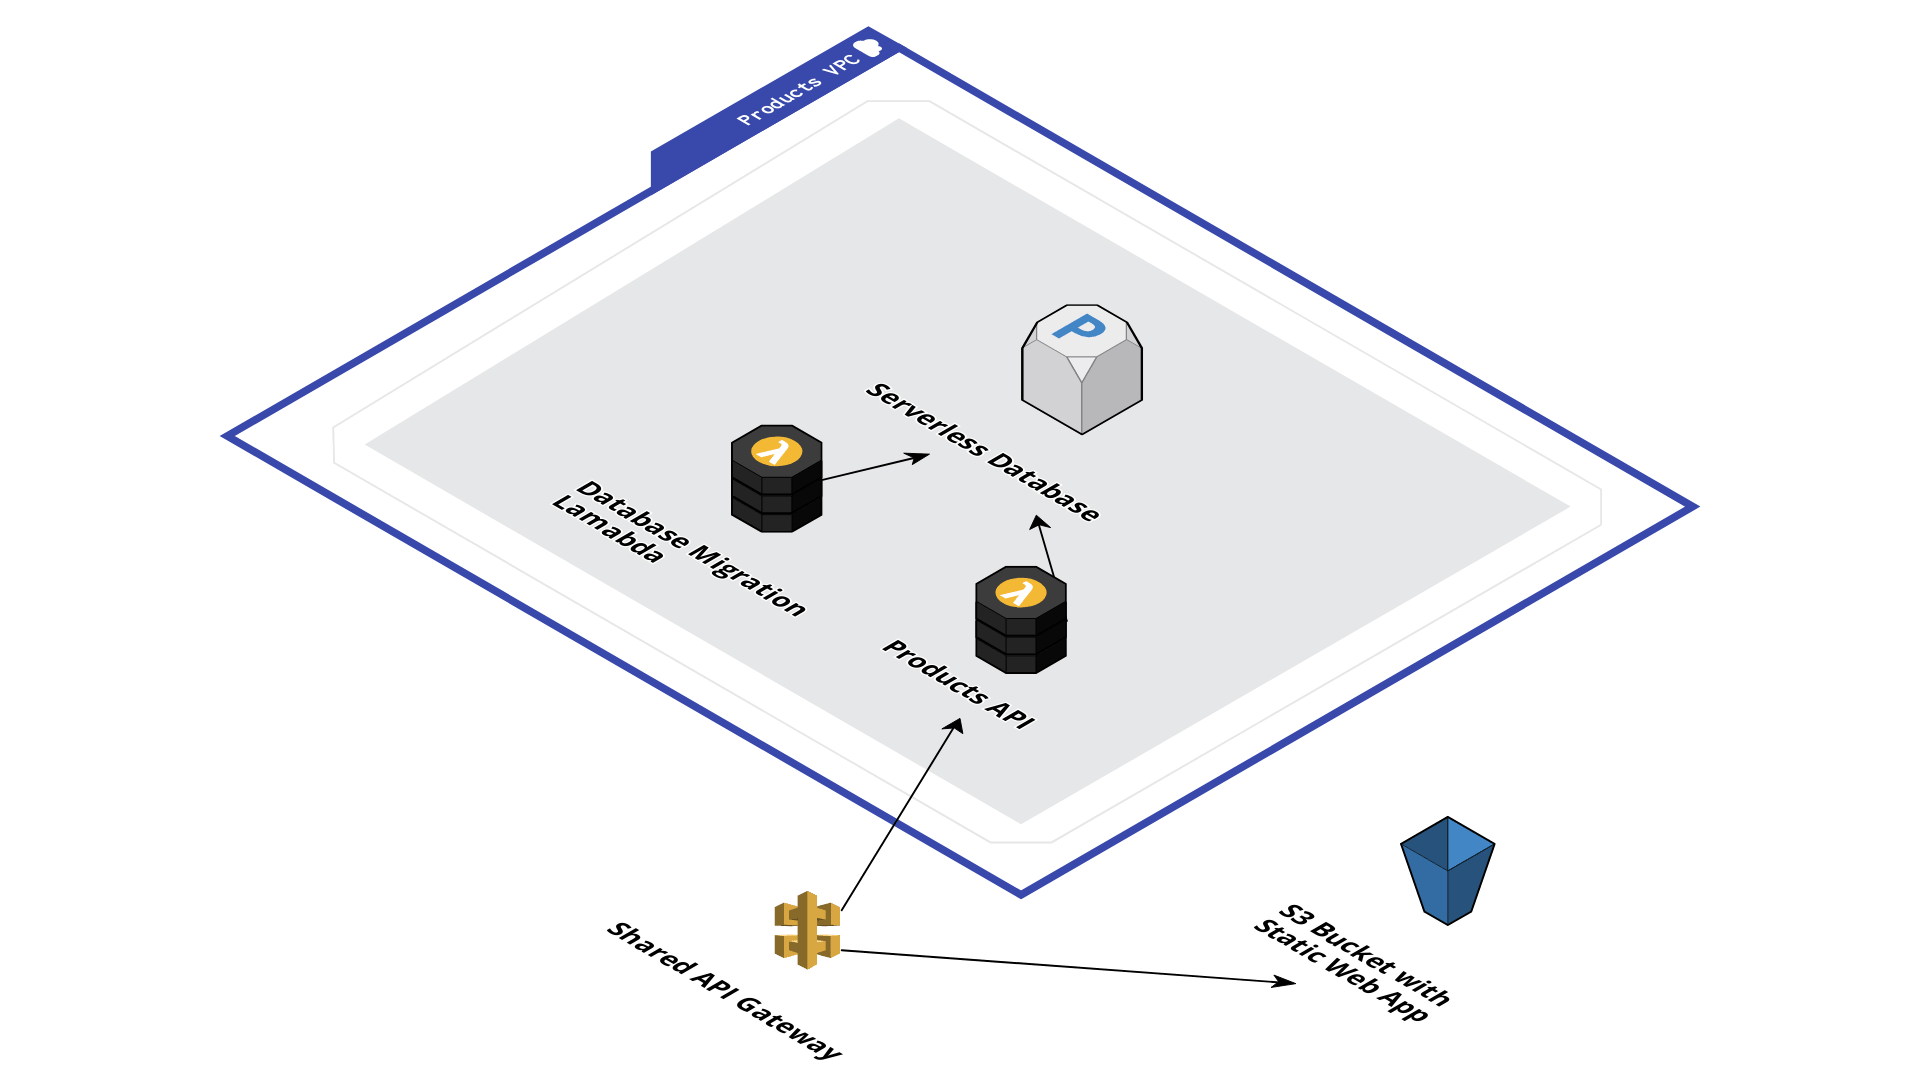 Products VPC
P
Serverless Database
λ
Database Migration
Lamabda
λ
Products API
Shared API Gateway
S3 Bucket with
Static Web App